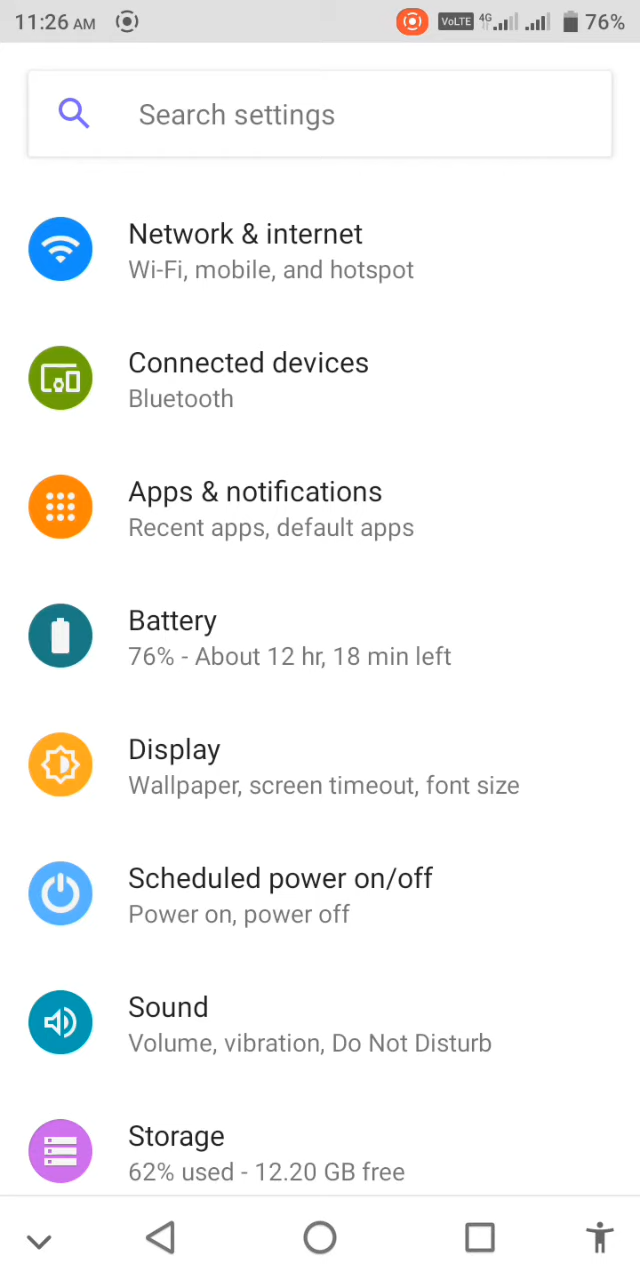 11:26 AM VoLTE 4G 76%
Search settings
Network & internet
Wi-Fi, mobile, and hotspot
Connected devices
Bluetooth
Apps & notifications
Recent apps, default apps
Battery
76% - About 12 hr, 18 min left
Display
Wallpaper, screen timeout, font size
Scheduled power on/off
Power on, power off
Sound
Volume, vibration, Do Not Disturb
Storage
62% used - 12.20 GB free